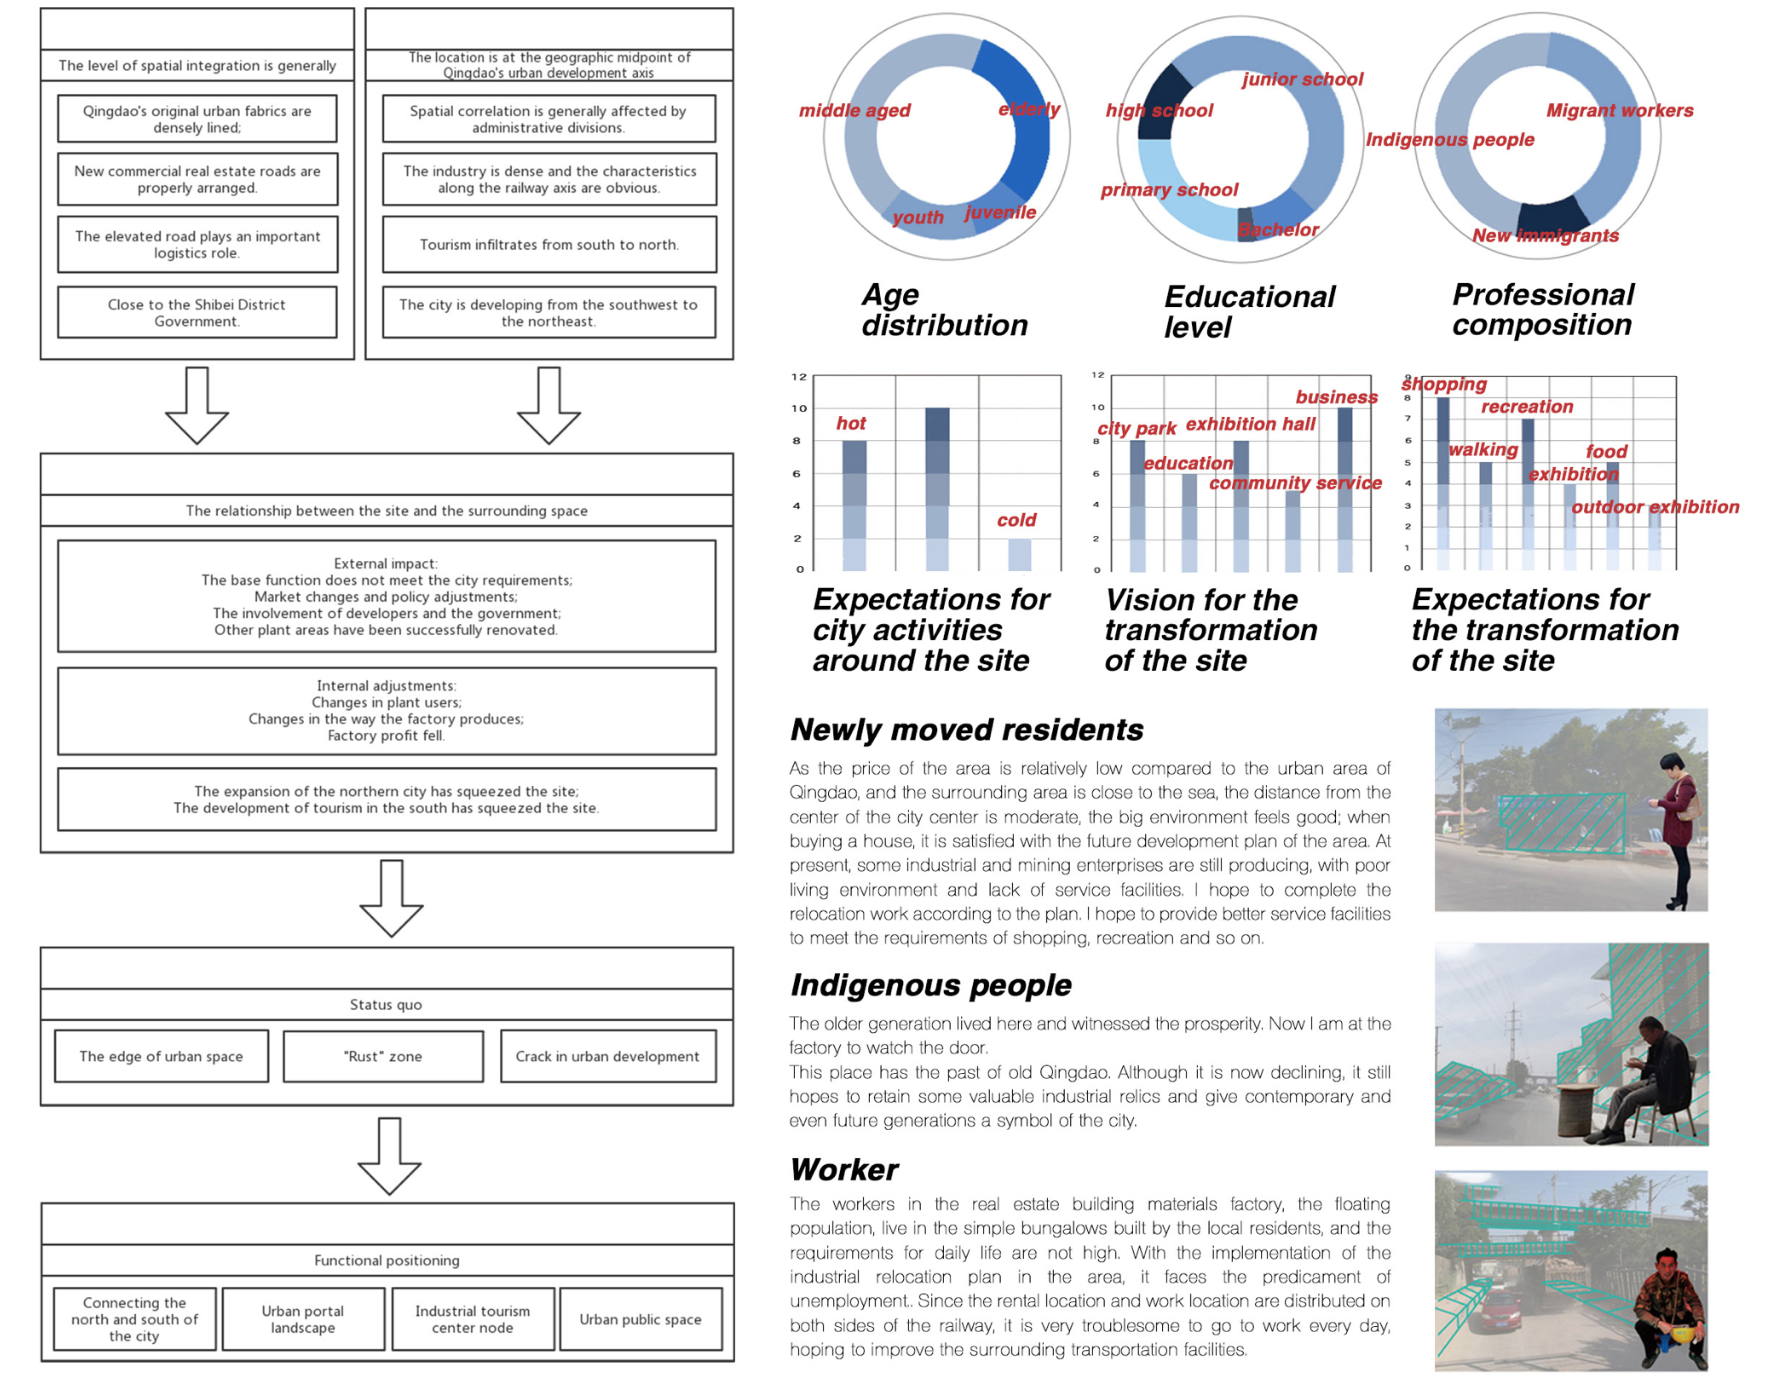 The level of spatial integration is generally
Qingdao's original urban fabrics are
densely lined;
New commercial real estate roads are
properly arranged.
The elevated road plays an important
logistics role.
Close to the Shibei District
Government.
The location is at the geographic midpoint of
Qingdao's urban development axis
Spatial correlation is generally affected by
administrative divisions.
The industry is dense and the characteristics
along the railway axis are obvious.
Tourism infiltrates from south to north.
The city is developing from the southwest to
the northeast.
The relationship between the site and the surrounding space
External impact:
The base function does not meet the city requirements;
Market changes and policy adjustments;
The involvement of developers and the government;
Other plant areas have been successfully renovated.
Internal adjustments:
Changes in plant users;
Changes in the way the factory produces;
Factory profit fell.
The expansion of the northern city has squeezed the site;
The development of tourism in the south has squeezed the site.
Status quo
The edge of urban space
"Rust" zone
Crack in urban development
Functional positioning
Connecting the
north and south of
the city
Urban portal
landscape
Industrial tourism
center node
Urban public space
middle aged
elderly
youth
juvenile
Age
distribution
junior school
high school
primary school
Bachelor
Educational
level
Migrant workers
Indigenous people
New immigrants
Professional
composition
12
10
8
6
4
2
0
hot
cold
Expectations for
city activities
around the site
12
10
8
6
4
2
0
business
city park
exhibition hall
education
community service
Vision for the
transformation
of the site
9
8
7
6
5
4
3
2
1
0
shopping
recreation
walking
food
exhibition
outdoor exhibition
Expectations for
the transformation
of the site
Newly moved residents
As the price of the area is relatively low compared to the urban area of
Qingdao, and the surrounding area is close to the sea, the distance from the
center of the city center is moderate, the big environment feels good; when
buying a house, it is satisfied with the future development plan of the area. At
present, some industrial and mining enterprises are still producing, with poor
living environment and lack of service facilities. I hope to complete the
relocation work according to the plan. I hope to provide better service facilities
to meet the requirements of shopping, recreation and so on.
Indigenous people
The older generation lived here and witnessed the prosperity. Now I am at the
factory to watch the door.
This place has the past of old Qingdao. Although it is now declining, it still
hopes to retain some valuable industrial relics and give contemporary and
even future generations a symbol of the city.
Worker
The workers in the real estate building materials factory, the floating
population, live in the simple bungalows built by the local residents, and the
requirements for daily life are not high. With the implementation of the
industrial relocation plan in the area, it faces the predicament of
unemployment.. Since the rental location and work location are distributed on
both sides of the railway, it is very troublesome to go to work every day,
hoping to improve the surrounding transportation facilities.